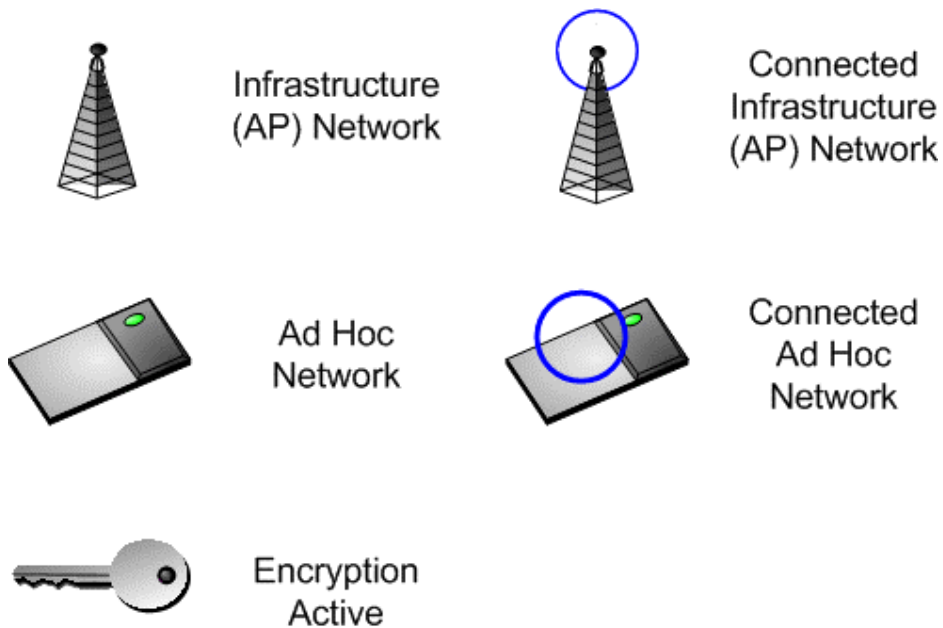 Infrastructure
(AP) Network
Connected
Infrastructure
(AP) Network
Ad Hoc
Network
Connected
Ad Hoc
Network
Encryption
Active